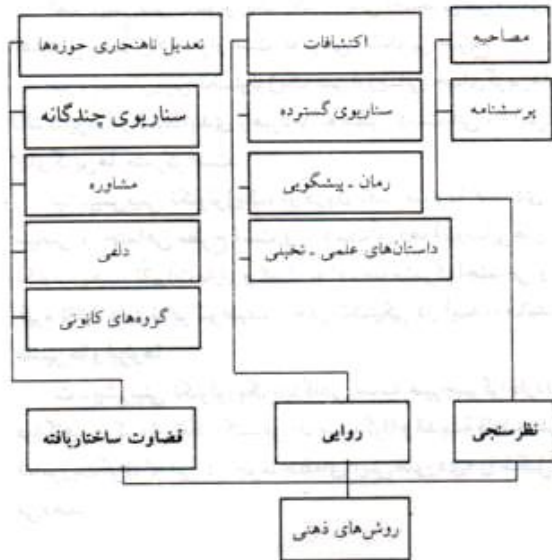 مصاحبه
پرسشنامه
اکتشافات
سناریوی گسترده
رمان - پیشگویی
داستان‌های علمی - تخیلی
تعدیل ناهنجاری حوزه‌ها
سناریوی چندگانه
مشاوره
دلفی
گروه‌های کانونی
نظرسنجی
روایی
قضاوت ساختاریافته
روش‌های ذهنی